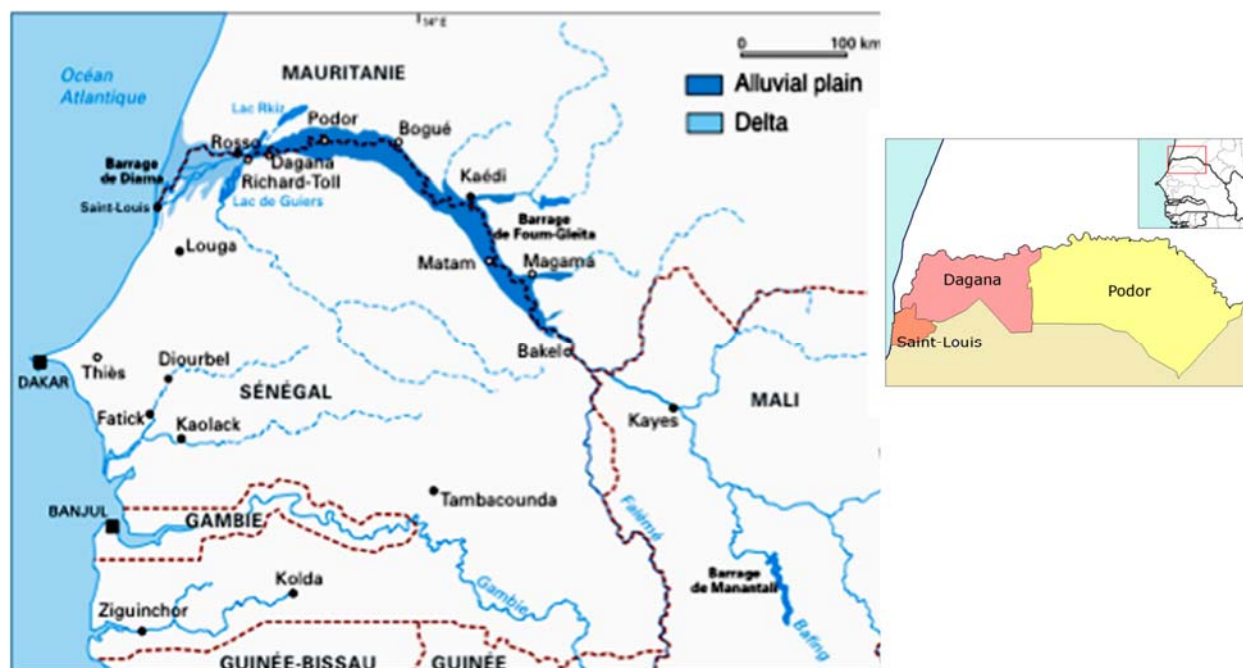 14°E
0 100 km
Océan
Atlantique
MAURITANIE
Alluvial plain
Delta
Lac Rkiz
Podor
Bogué
Rosso
Dagana
Richard-Toll
Barrage
de Diama
Saint-Louis
Lac de Guiers
Kaédi
Barrage
de Foum-Gleïta
Louga
Matam
Magama
Bakel
Thiès
DAKAR
Diourbel
SÉNÉGAL
MALI
Fatick
Kaolack
Kayes
Tambacounda
BANJUL
GAMBIE
Falémé
Kolda
Gambie
Barrage
de Manantali
Ziguinchor
Bafing
GUINÉE-BISSAU
GUINÉE
Dagana
Podor
Saint-Louis